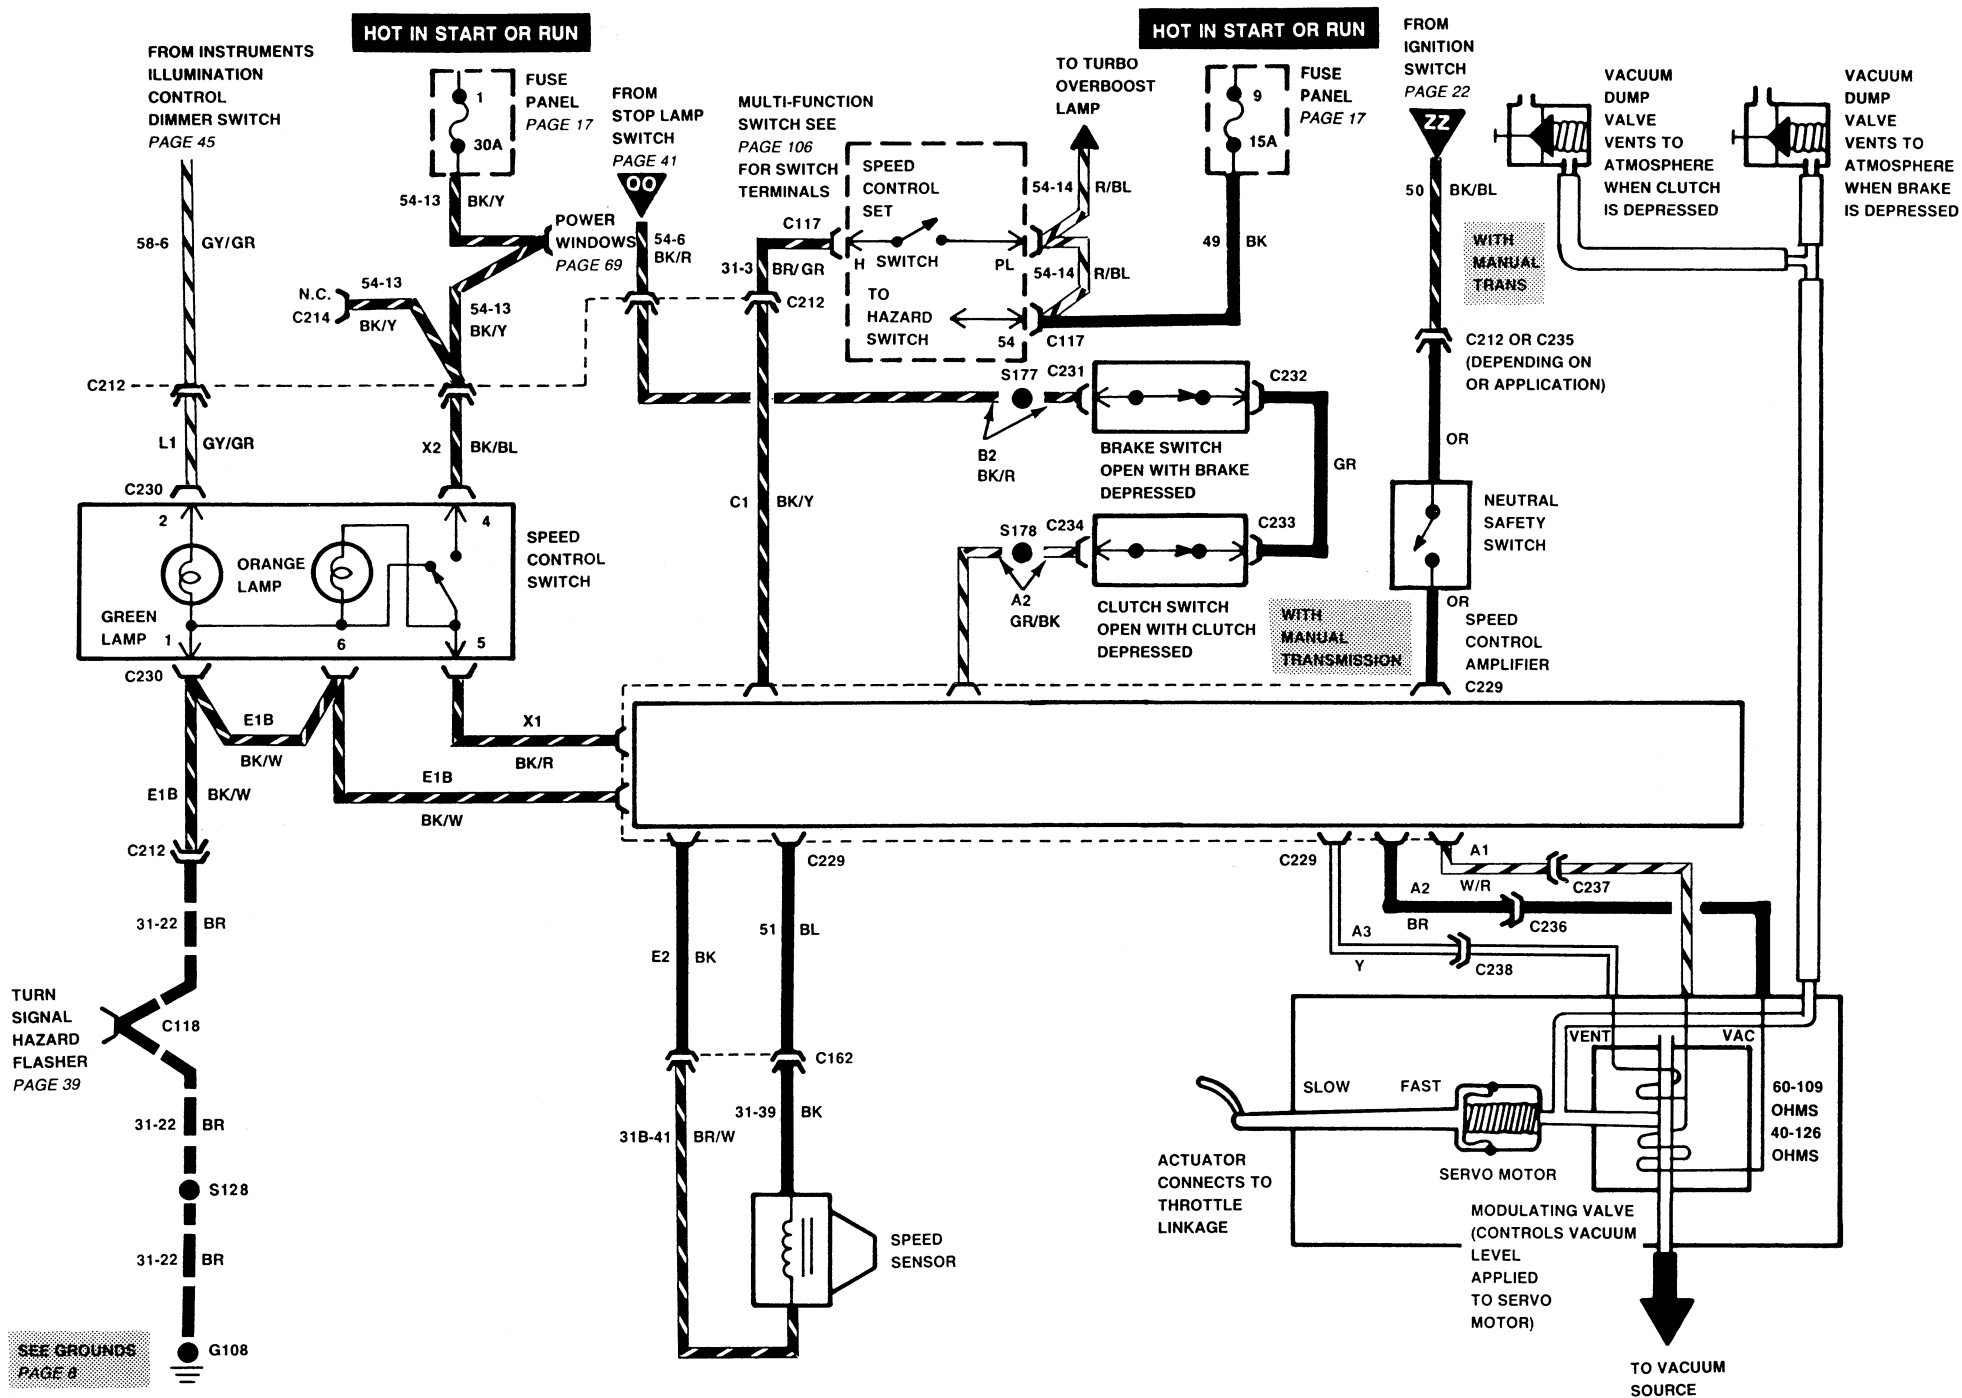 HOT IN START OR RUN
HOT IN START OR RUN
FROM INSTRUMENTS
ILLUMINATION
CONTROL
DIMMER SWITCH
PAGE 45
1
30A
FUSE
PANEL
PAGE 17
FROM
STOP LAMP
SWITCH
PAGE 41
OO
MULTI-FUNCTION
SWITCH SEE
PAGE 106
FOR SWITCH
TERMINALS
TO TURBO
OVERBOOST
LAMP
9
15A
FUSE
PANEL
PAGE 17
FROM
IGNITION
SWITCH
PAGE 22
ZZ
VACUUM
DUMP
VALVE
VENTS TO
ATMOSPHERE
WHEN CLUTCH
IS DEPRESSED
VACUUM
DUMP
VALVE
VENTS TO
ATMOSPHERE
WHEN BRAKE
IS DEPRESSED
58-6
GY/GR
54-13
BK/Y
POWER
WINDOWS
PAGE 69
54-6
BK/R
C117
31-3
BR/GR
SPEED
CONTROL
SET
H
SWITCH
PL
TO
HAZARD
SWITCH
54
C117
54-14
R/BL
54-14
R/BL
49
BK
50
BK/BL
WITH
MANUAL
TRANS
N.C.
C214
54-13
BK/Y
54-13
BK/Y
C212
C212
C212 OR C235
(DEPENDING ON
OR APPLICATION)
L1
GY/GR
X2
BK/BL
S177
C231
C232
B2
BK/R
BRAKE SWITCH
OPEN WITH BRAKE
DEPRESSED
GR
OR
C230
2
4
ORANGE
LAMP
GREEN
LAMP
1
6
5
SPEED
CONTROL
SWITCH
C1
BK/Y
S178
C234
C233
A2
GR/BK
CLUTCH SWITCH
OPEN WITH CLUTCH
DEPRESSED
WITH
MANUAL
TRANSMISSION
NEUTRAL
SAFETY
SWITCH
OR
SPEED
CONTROL
AMPLIFIER
C229
C230
E1B
BK/W
X1
BK/R
E1B
BK/W
E1B
BK/W
C212
C229
C229
A1
W/R
C237
A2
BR
C236
A3
Y
C238
31-22
BR
E2
BK
51
BL
TURN
SIGNAL
HAZARD
FLASHER
PAGE 39
C118
C162
31-22
BR
31B-41
BR/W
31-39
BK
S128
31-22
BR
SPEED
SENSOR
G108
SEE GROUNDS
PAGE 8
VENT
VAC
SLOW
FAST
SERVO MOTOR
60-109
OHMS
40-126
OHMS
ACTUATOR
CONNECTS TO
THROTTLE
LINKAGE
MODULATING VALVE
(CONTROLS VACUUM
LEVEL
APPLIED
TO SERVO
MOTOR)
TO VACUUM
SOURCE